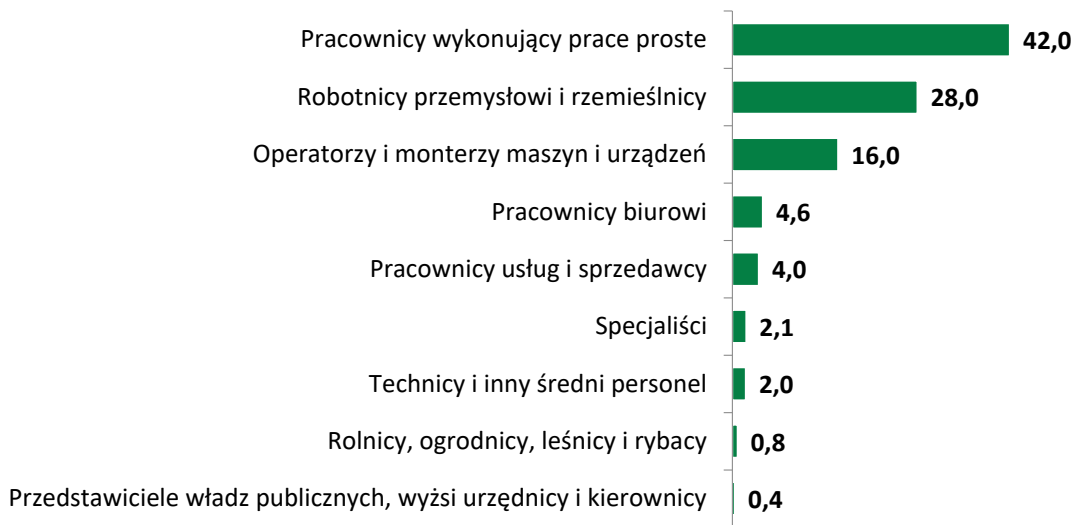 Pracownicy wykonujący prace proste 42,0
Robotnicy przemysłowi i rzemieślnicy 28,0
Operatorzy i monterzy maszyn i urządzeń 16,0
Pracownicy biurowi 4,6
Pracownicy usług i sprzedawcy 4,0
Specjaliści 2,1
Technicy i inny średni personel 2,0
Rolnicy, ogrodnicy, leśnicy i rybacy 0,8
Przedstawiciele władz publicznych, wyżsi urzędnicy i kierownicy 0,4